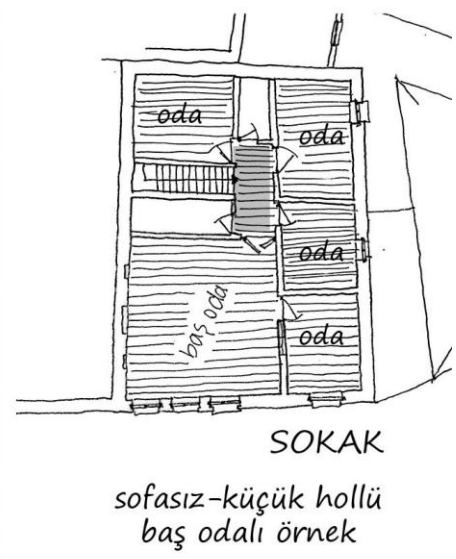 oda
oda
oda
baş oda
oda
SOKAK
sofasız-küçük hollü
baş odalı örnek